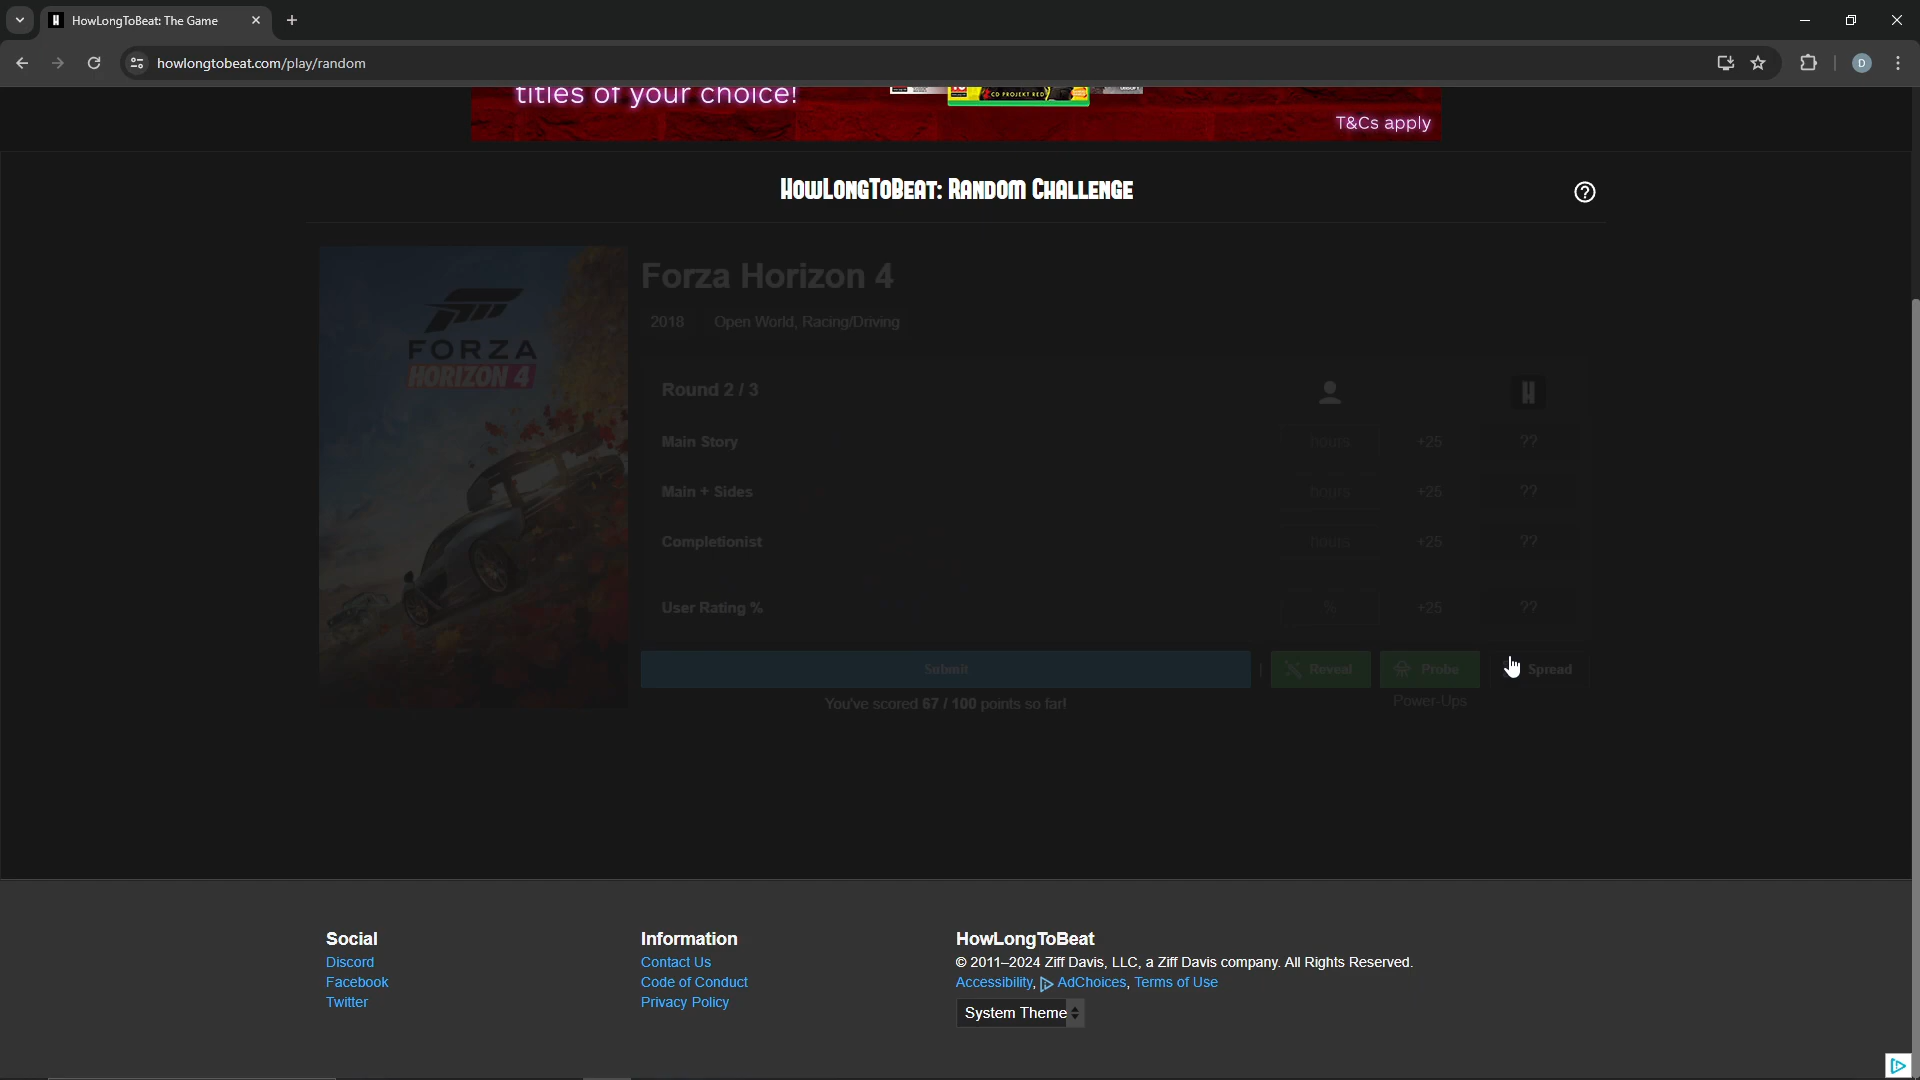 HowLongToBeat: The Game
howlongtobeat.com/play/random
D
titles of your choice!
CD PROJEKT RED
T&Cs apply
HowLongToBeat: Random Challenge
FORZA
HORIZON 4
Forza Horizon 4
2018 Open World, Racing/Driving
Round 2 / 3
Main Story hours +25 ??
Main + Sides hours +25 ??
Completionist hours +25 ??
User Rating % % +25 ??
Submit | Reveal Probe Spread
You've scored 67 / 100 points so far! Power-Ups
Social Information HowLongToBeat
Discord Contact Us © 2011–2024 Ziff Davis, LLC, a Ziff Davis company. All Rights Reserved.
Facebook Code of Conduct Accessibility, AdChoices, Terms of Use
Twitter Privacy Policy
System Theme